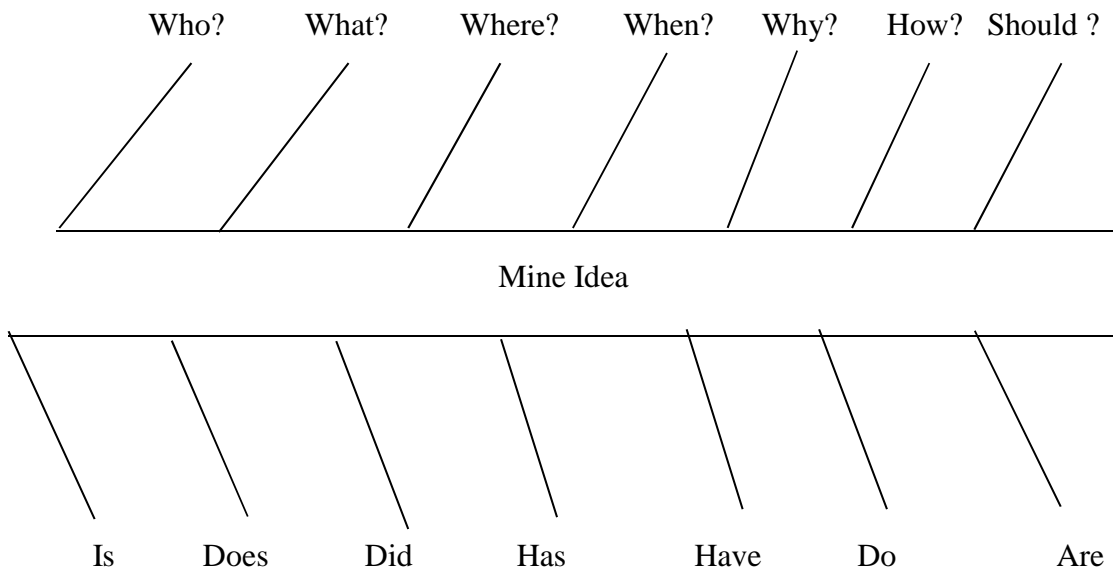 Who? What? Where? When? Why? How? Should ?
Mine Idea
Is Does Did Has Have Do Are